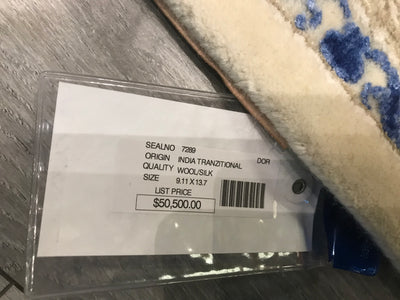 SEALNO 7289
ORIGIN INDIA TRANZITIONAL DOR
QUALITY WOOL/SILK
SIZE 9.11 X 13.7
LIST PRICE
$50,500.00